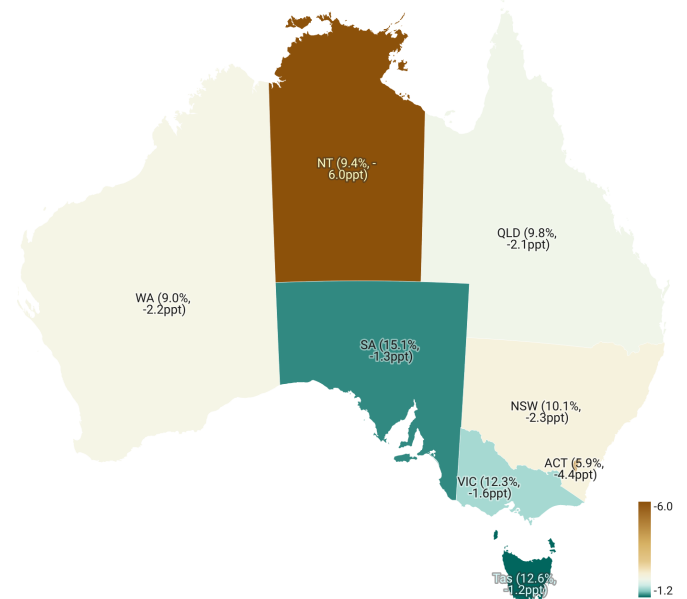 NT (9.4%, -
6.0ppt)
QLD (9.8%,
-2.1ppt)
WA (9.0%,
-2.2ppt)
SA (15.1%,
-1.3ppt)
NSW (10.1%,
-2.3ppt)
ACT (5.9%,
-4.4ppt)
VIC (12.3%,
-1.6ppt)
-6.0
Tas (12.6%,
-1.2ppt)
-1.2